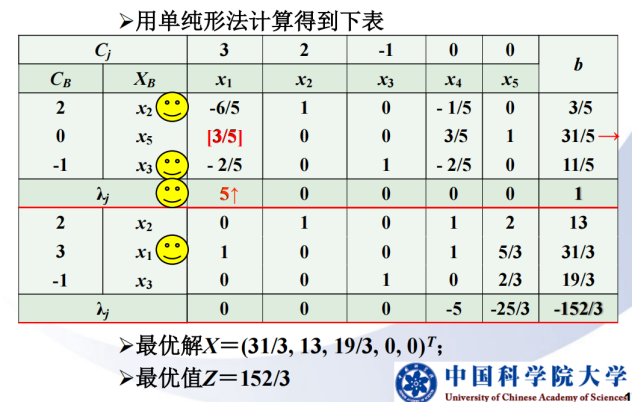 ➢用单纯形法计算得到下表
Cj 3 2 -1 0 0 b
CB XB x1 x2 x3 x4 x5
2 x2 -6/5 1 0 - 1/5 0 3/5
0 x5 [3/5] 0 0 3/5 1 31/5→
-1 x3 - 2/5 0 1 - 2/5 0 11/5
λj 5↑ 0 0 0 0 1
2 x2 0 1 0 1 2 13
3 x1 1 0 0 1 5/3 31/3
-1 x3 0 0 1 0 2/3 19/3
λj 0 0 0 -5 -25/3 -152/3
➢最优解X＝(31/3, 13, 19/3, 0, 0)T；
➢最优值Z＝152/3
中国科学院大学
University of Chinese Academy of Sciences